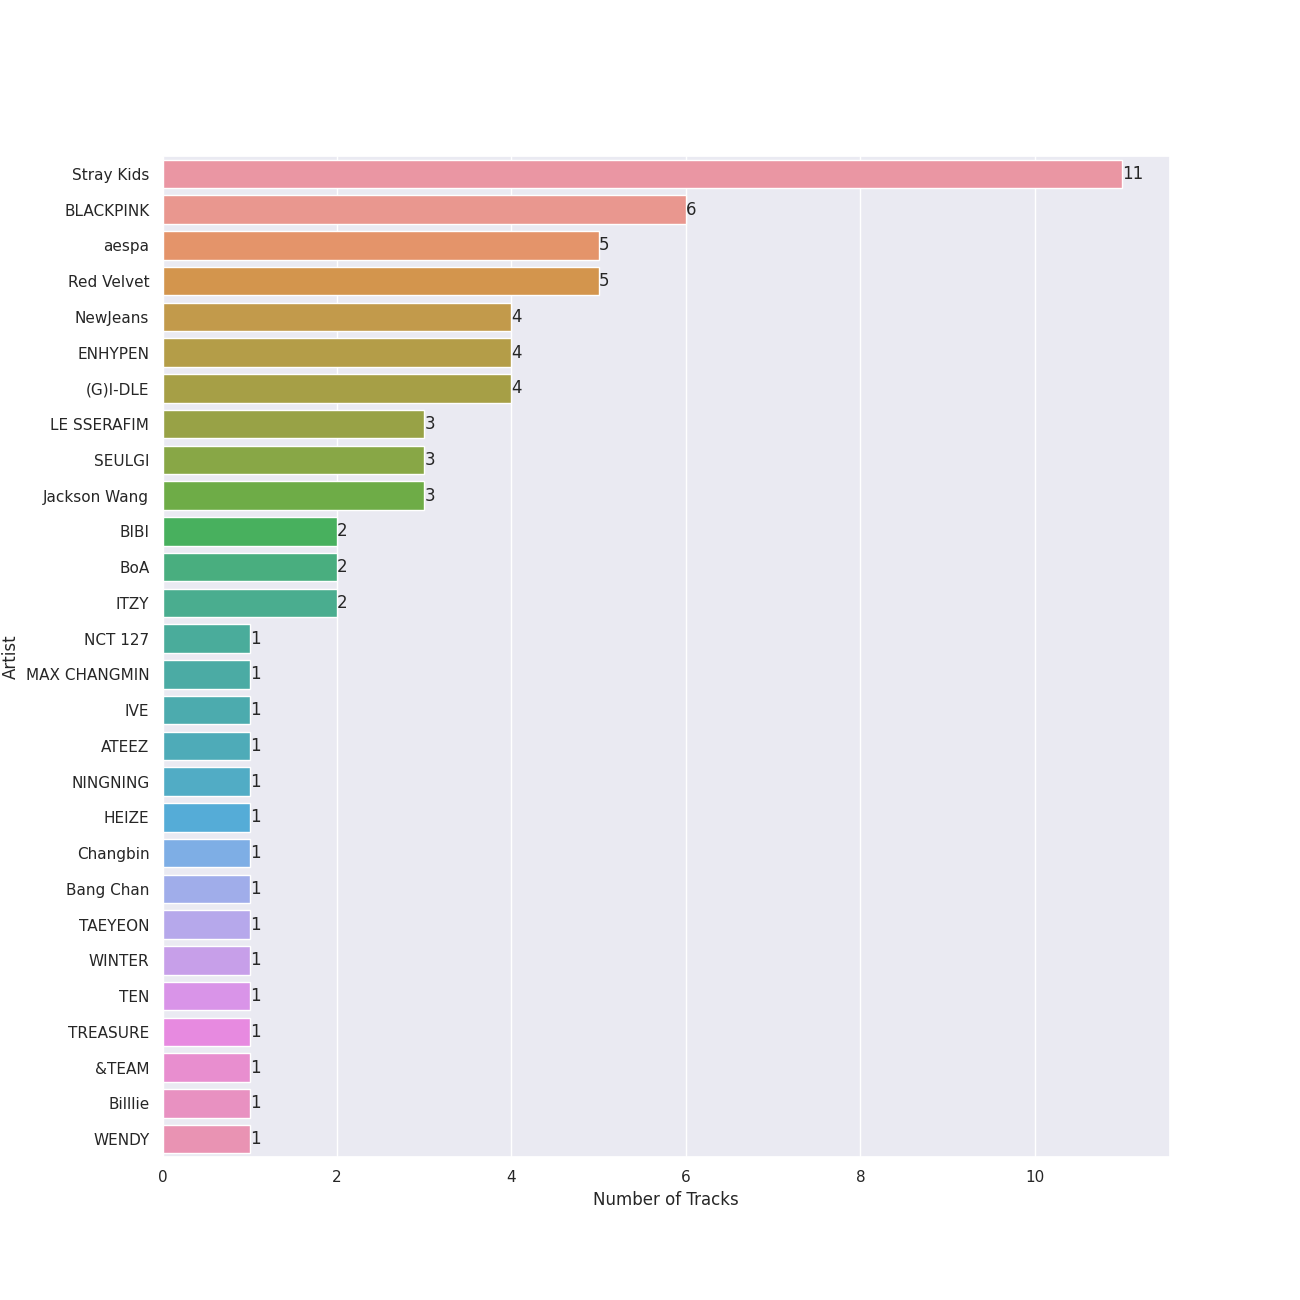 Stray Kids 11
BLACKPINK 6
aespa 5
Red Velvet 5
NewJeans 4
ENHYPEN 4
(G)I-DLE 4
LE SSERAFIM 3
SEULGI 3
Jackson Wang 3
BIBI 2
BoA 2
ITZY 2
NCT 127 1
MAX CHANGMIN 1
IVE 1
ATEEZ 1
NINGNING 1
HEIZE 1
Changbin 1
Bang Chan 1
TAEYEON 1
WINTER 1
TEN 1
TREASURE 1
&TEAM 1
Billlie 1
WENDY 1
0 2 4 6 8 10
Number of Tracks
Artist